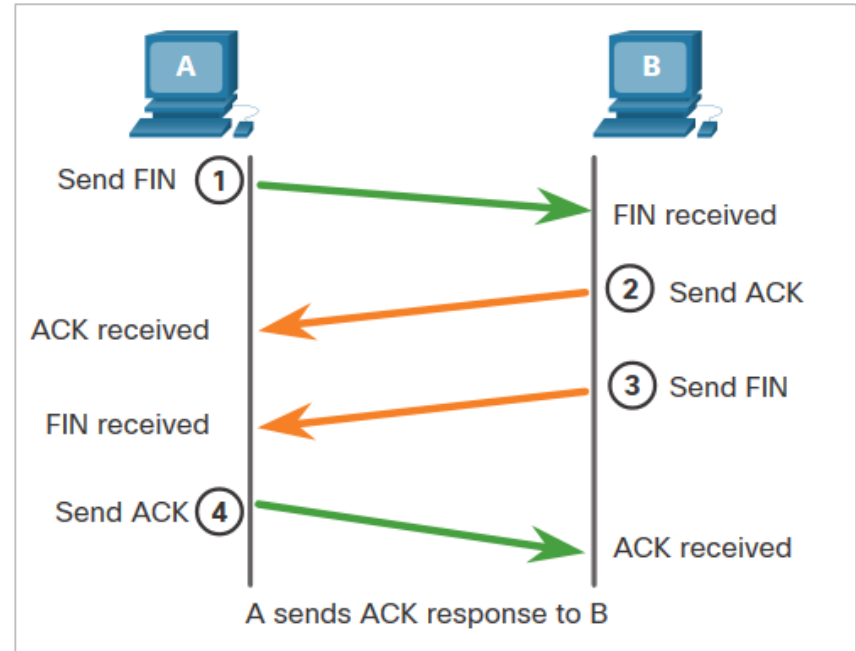 A
B
Send FIN 1
FIN received
2 Send ACK
ACK received
3 Send FIN
FIN received
Send ACK 4
ACK received
A sends ACK response to B